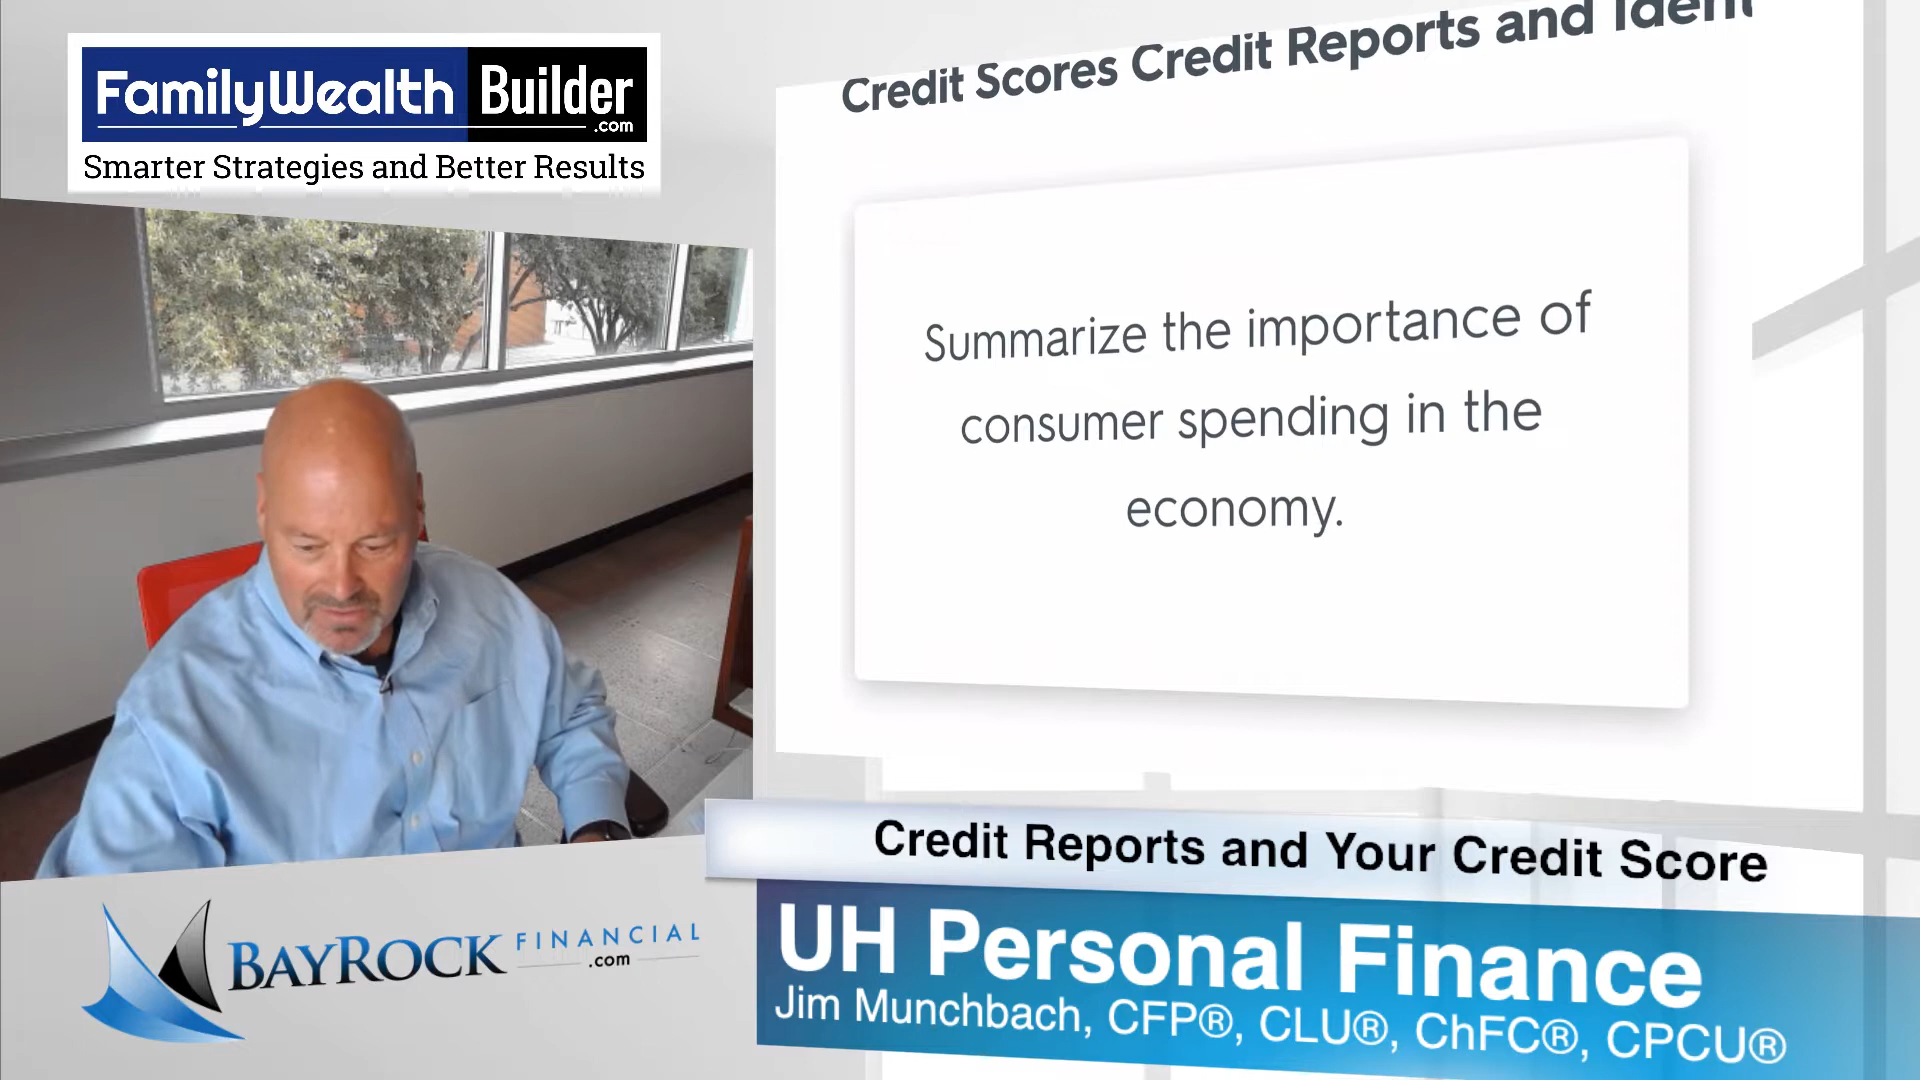 FamilyWealth Builder
.com
Smarter Strategies and Better Results
Credit Scores Credit Reports and Ident
Summarize the importance of
consumer spending in the
economy.
Credit Reports and Your Credit Score
UH Personal Finance
Jim Munchbach, CFP®, CLU®, ChFC®, CPCU®
BAYROCK FINANCIAL
.com